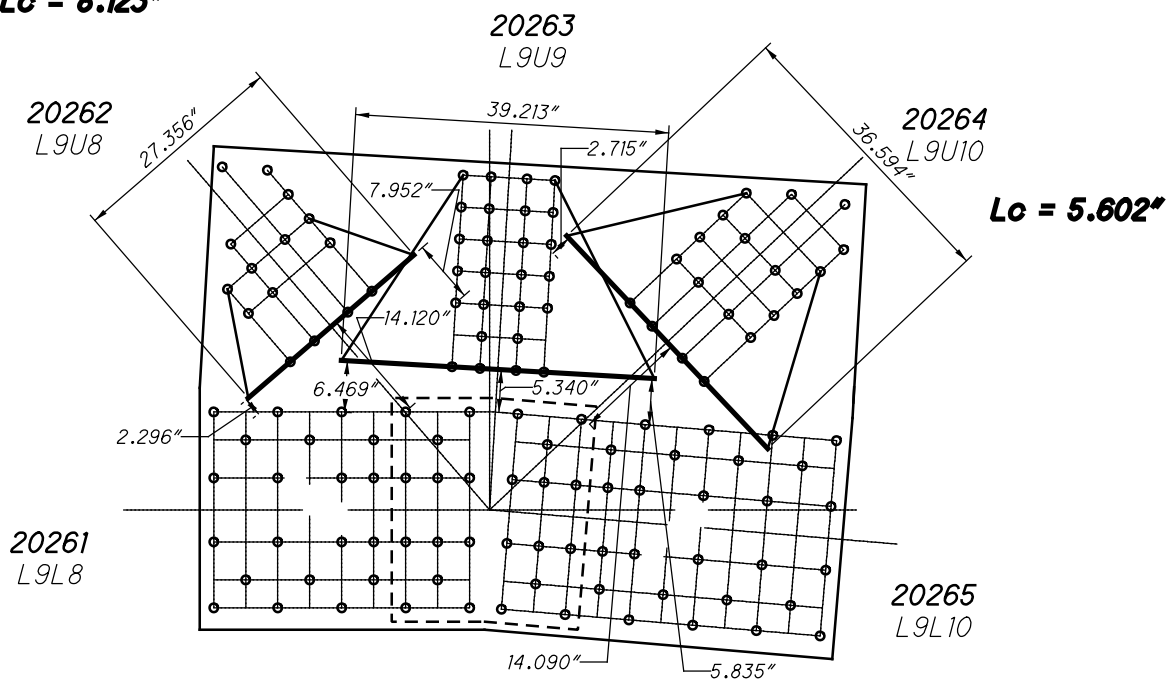 Lc = 6.125"
20263
L9U9
20262
L9U8
27.356"
39.213"
2.715"
36.594"
20264
L9U10
7.952"
Lc = 5.602"
14.120"
6.469"
5.340"
2.296"
20261
L9L8
20265
L9L10
14.090"
5.835"